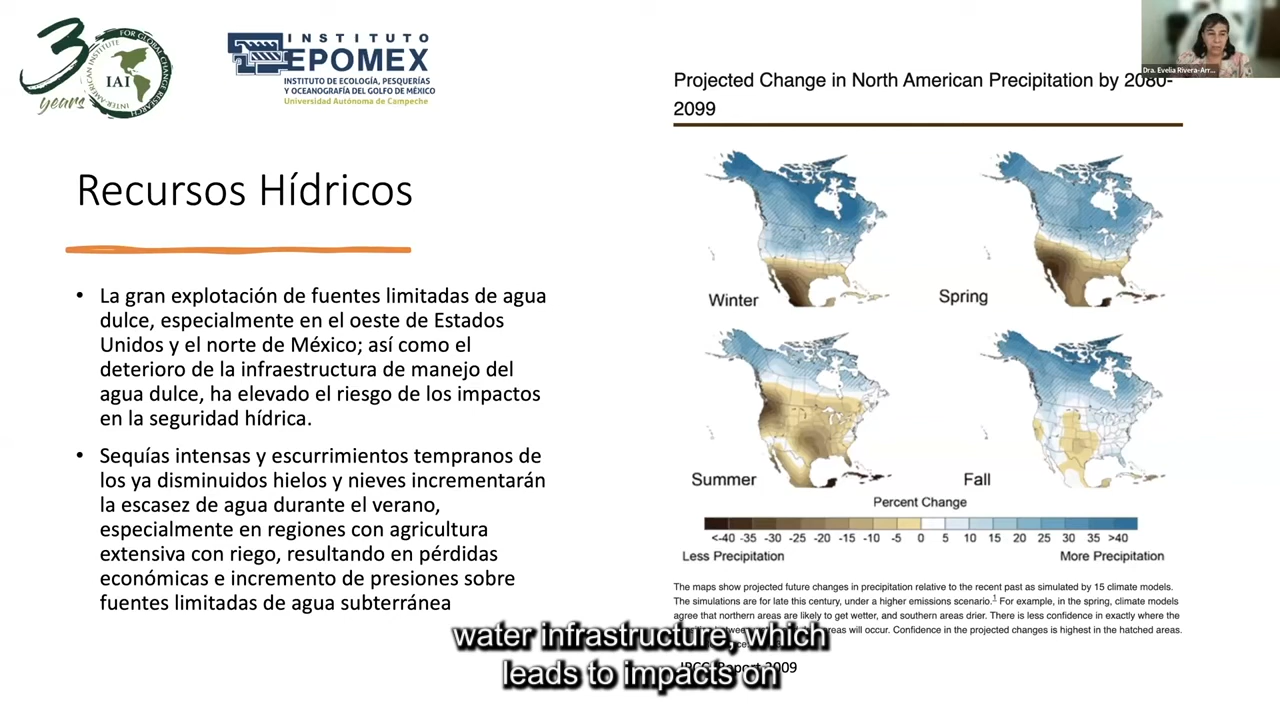 30 years
INTER-AMERICAN INSTITUTE FOR GLOBAL CHANGE RESEARCH
IAI
INSTITUTO
EPOMEX
INSTITUTO DE ECOLOGÍA, PESQUERÍAS
Y OCEANOGRAFÍA DEL GOLFO DE MÉXICO
Universidad Autónoma de Campeche
Dra. Evelia Rivera-Arr...
Recursos Hídricos
• La gran explotación de fuentes limitadas de agua
dulce, especialmente en el oeste de Estados
Unidos y el norte de México; así como el
deterioro de la infraestructura de manejo del
agua dulce, ha elevado el riesgo de los impactos
en la seguridad hídrica.
• Sequías intensas y escurrimientos tempranos de
los ya disminuidos hielos y nieves incrementarán
la escasez de agua durante el verano,
especialmente en regiones con agricultura
extensiva con riego, resultando en pérdidas
económicas e incremento de presiones sobre
fuentes limitadas de agua subterránea
Projected Change in North American Precipitation by 2080-
2099
Winter
Spring
Summer
Fall
Percent Change
<-40 -35 -30 -25 -20 -15 -10 -5 0 5 10 15 20 25 30 35 >40
Less Precipitation More Precipitation
The maps show projected future changes in precipitation relative to the recent past as simulated by 15 climate models.
The simulations are for late this century, under a higher emissions scenario.1 For example, in the spring, climate models
agree that northern areas are likely to get wetter, and southern areas drier. There is less confidence in exactly where the
areas will occur. Confidence in the projected changes is highest in the hatched areas.
Report 2009
water infrastructure, which
leads to impacts on